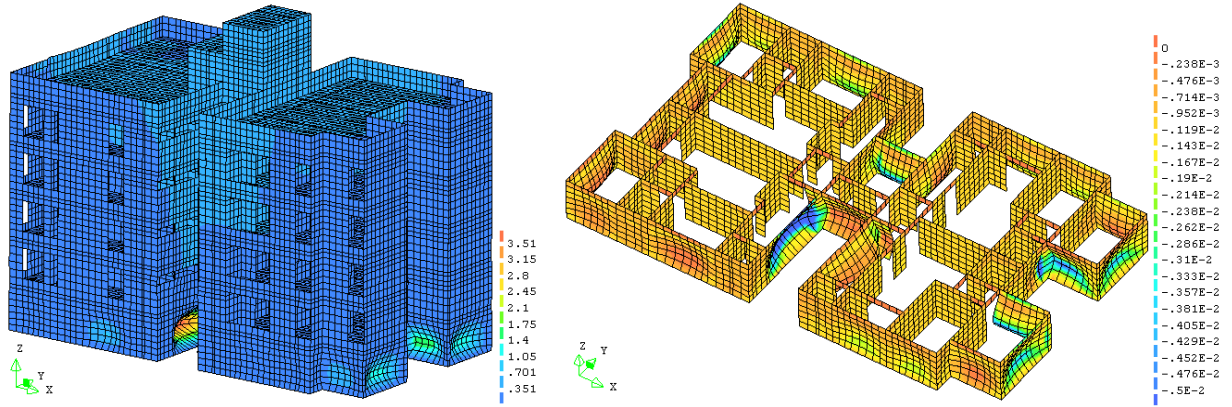 3.51
3.15
2.8
2.45
2.1
1.75
1.4
1.05
.701
.351
Z
Y
X
0
-.238E-3
-.476E-3
-.714E-3
-.952E-3
-.119E-2
-.143E-2
-.167E-2
-.19E-2
-.214E-2
-.238E-2
-.262E-2
-.286E-2
-.31E-2
-.333E-2
-.357E-2
-.381E-2
-.405E-2
-.429E-2
-.452E-2
-.476E-2
-.5E-2
Z
Y
X